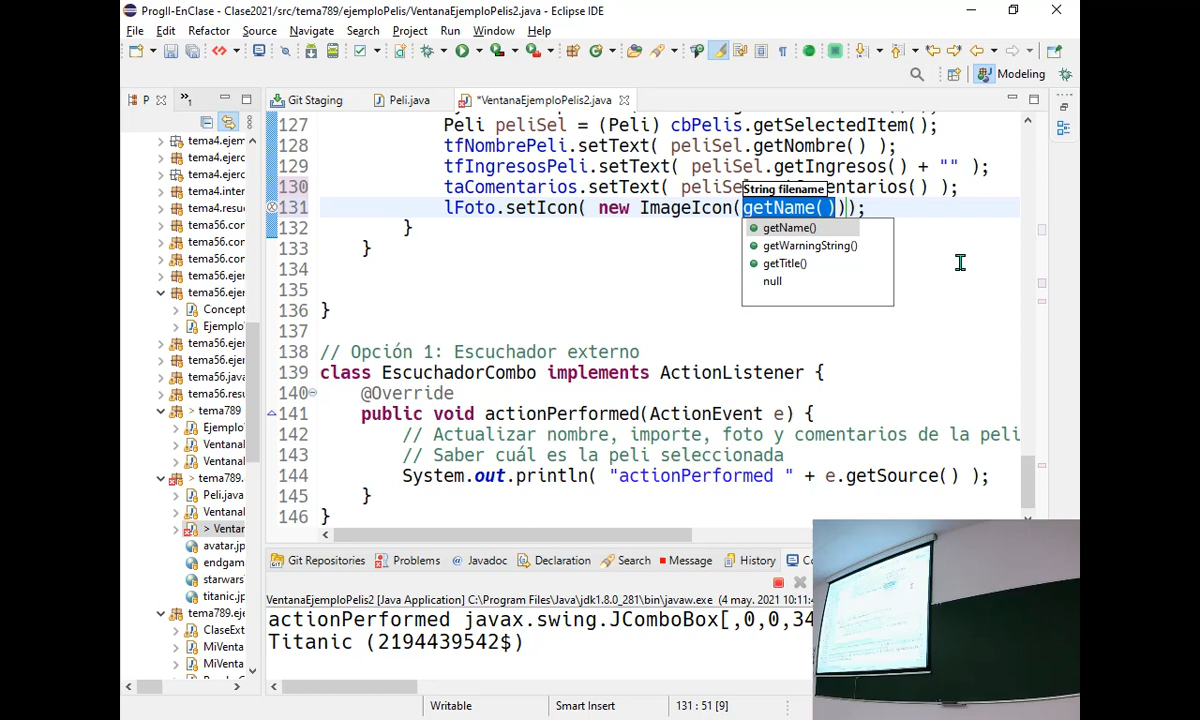 ProgII-EnClase - Clase2021/src/tema789/ejemploPelis/VentanaEjemploPelis2.java - Eclipse IDE
File Edit Refactor Source Navigate Search Project Run Window Help
Modeling
P
Git Staging Peli.java *VentanaEjemploPelis2.java
tema4.ejem
tema4.ejerc
tema4.ejerc
tema4.inter
tema4.resue
tema56.con
tema56.con
tema56.con
tema56.ejer
tema56.ejer
Concept
Ejemplo
tema56.ejer
tema56.ejer
tema56.java
tema56.resu
> tema789
Ejemplo
Ventanal
Ventanal
> tema789.
Peli.java
Ventanal
> Ventan
avatar.jp
endgam
starwars
titanic.jp
tema789.eje
ClaseExt
MiVenta
MiVenta
127 Peli peliSel = (Peli) cbPelis.getSelectedItem();
128 tfNombrePeli.setText( peliSel.getNombre() );
129 tfIngresosPeli.setText( peliSel.getIngresos() + "" );
130 taComentarios.setText( peliSe entarios() );
String filename
131 lFoto.setIcon( new ImageIcon(getName()));
getName()
getWarningString()
getTitle()
null
132 }
133 }
134
135
136 }
137
138 // Opción 1: Escuchador externo
139 class EscuchadorCombo implements ActionListener {
140 @Override
141 public void actionPerformed(ActionEvent e) {
142 // Actualizar nombre, importe, foto y comentarios de la peli
143 // Saber cuál es la peli seleccionada
144 System.out.println( "actionPerformed " + e.getSource() );
145 }
146 }
Git Repositories Problems Javadoc Declaration Search Message History Co
VentanaEjemploPelis2 [Java Application] C:\Program Files\Java\jdk1.8.0_281\bin\javaw.exe (4 may. 2021 10:11:4
actionPerformed javax.swing.JComboBox[,0,0,34
Titanic (2194439542$)
Writable Smart Insert 131 : 51 [9]